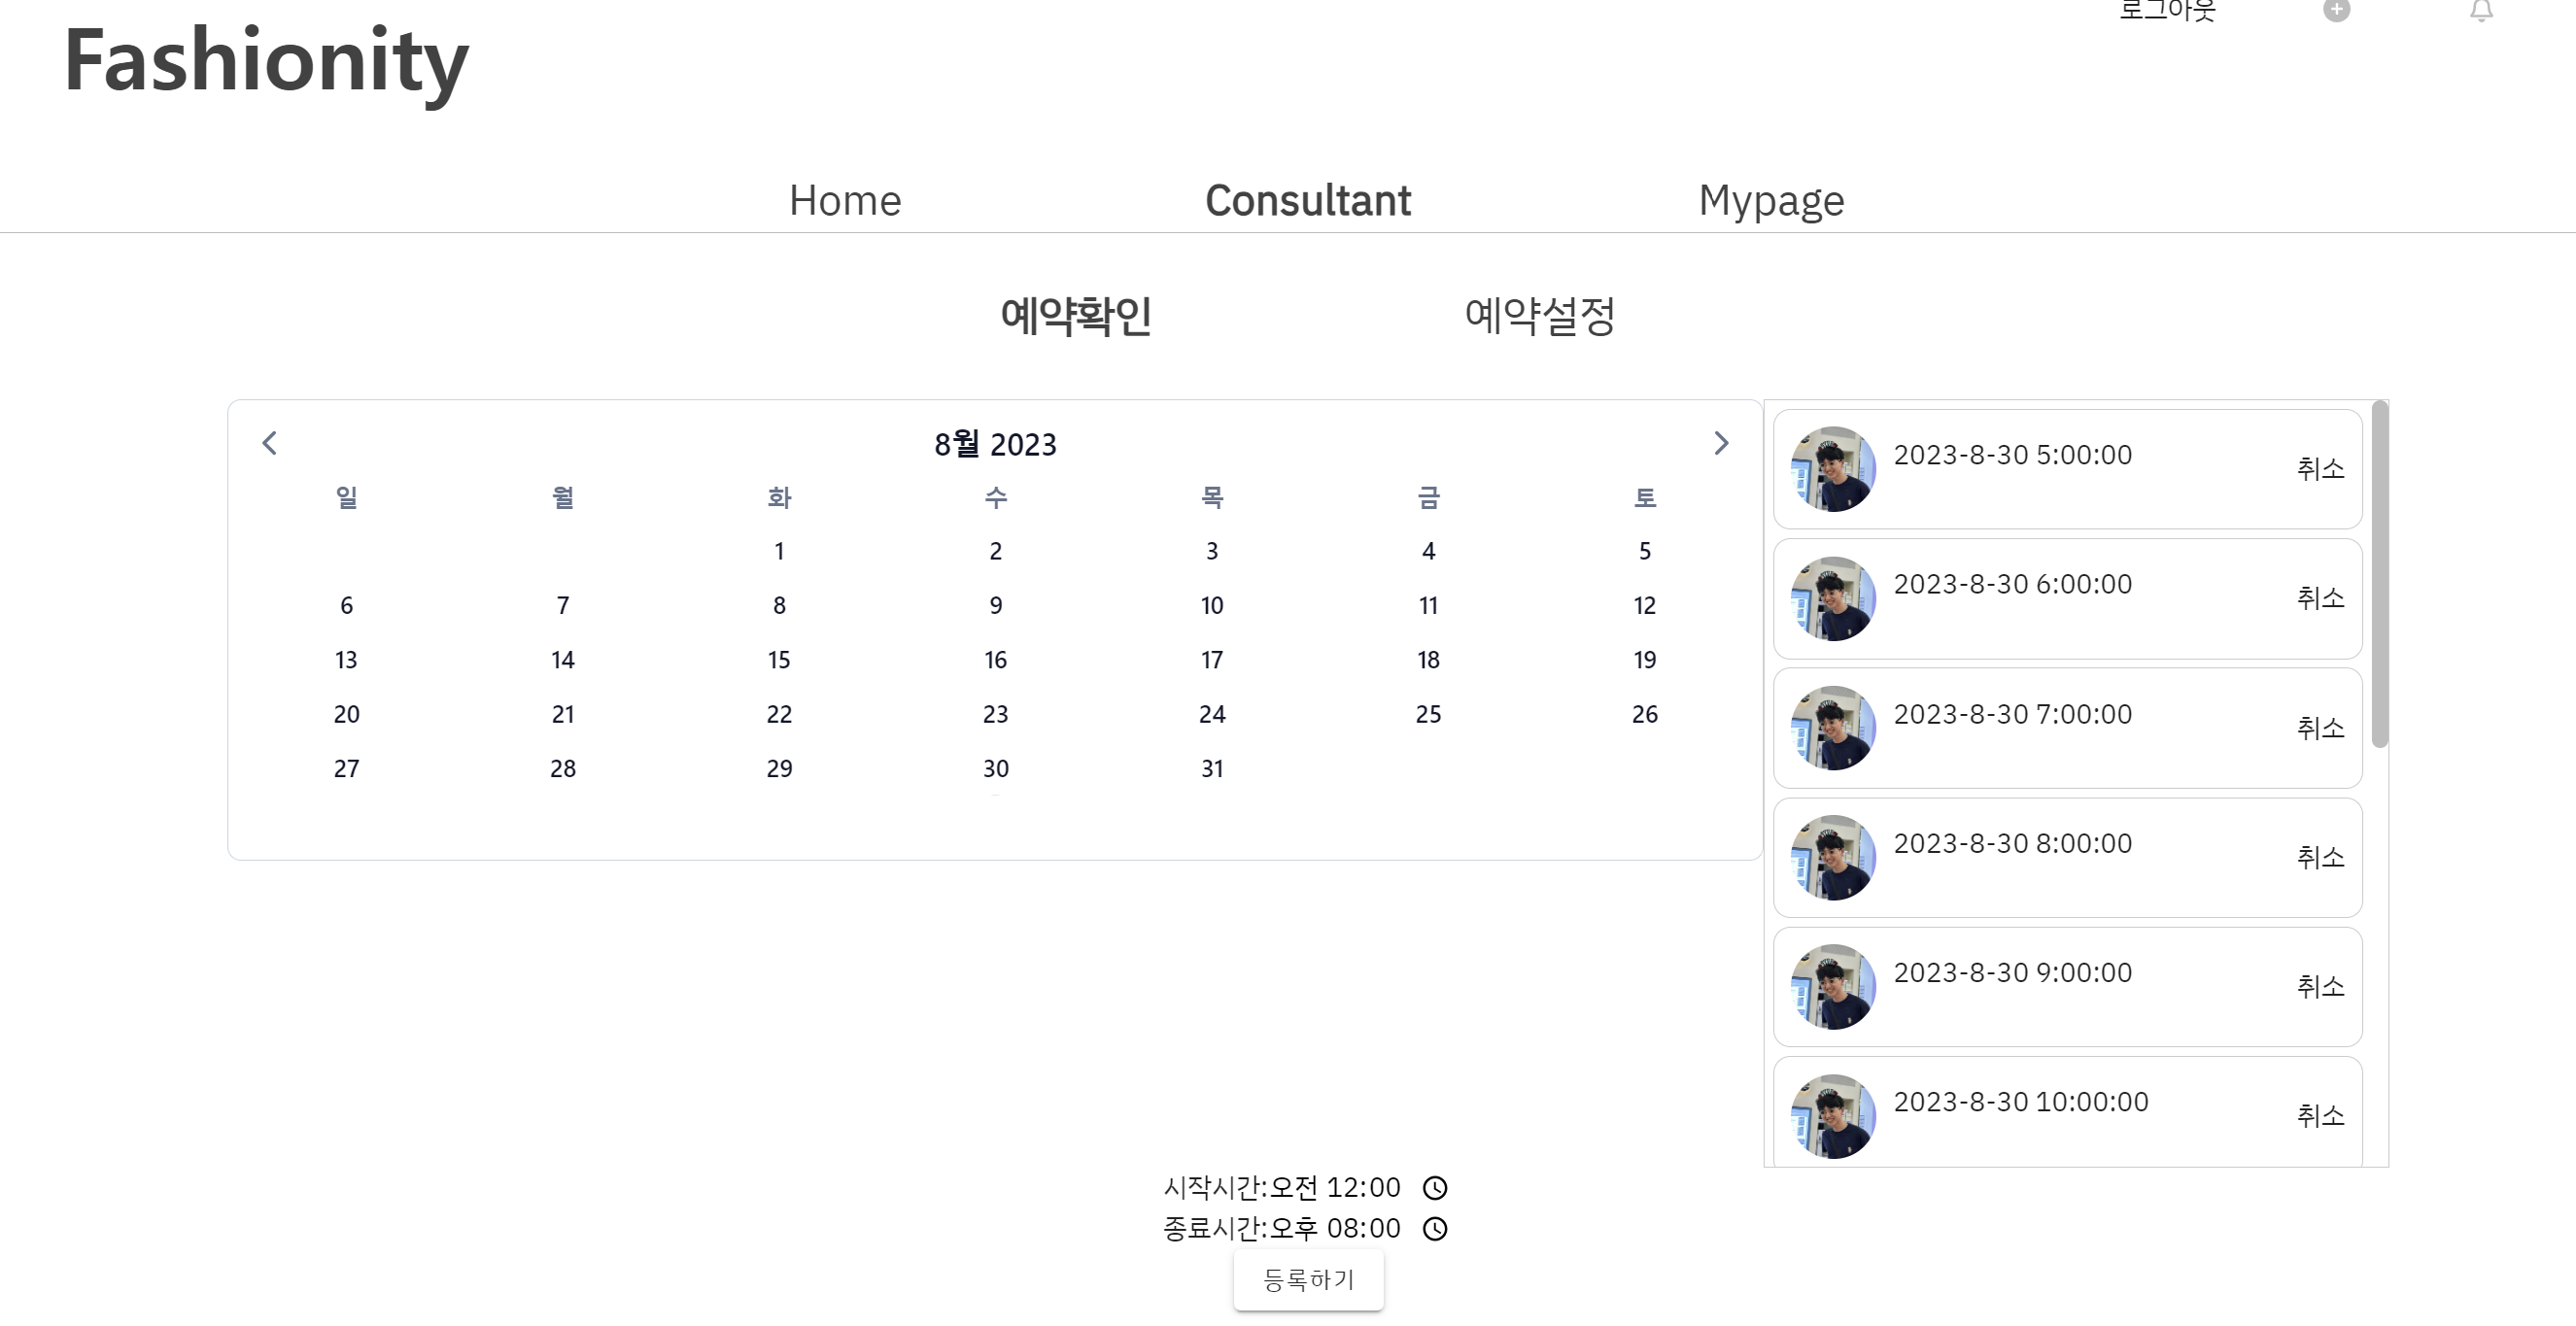 로그아웃
Fashionity
Home Consultant Mypage
예약확인 예약설정
8월 2023
일 월 화 수 목 금 토
1 2 3 4 5
6 7 8 9 10 11 12
13 14 15 16 17 18 19
20 21 22 23 24 25 26
27 28 29 30 31
2023-8-30 5:00:00 취소
2023-8-30 6:00:00 취소
2023-8-30 7:00:00 취소
2023-8-30 8:00:00 취소
2023-8-30 9:00:00 취소
2023-8-30 10:00:00 취소
시작시간:오전 12:00
종료시간:오후 08:00
등록하기